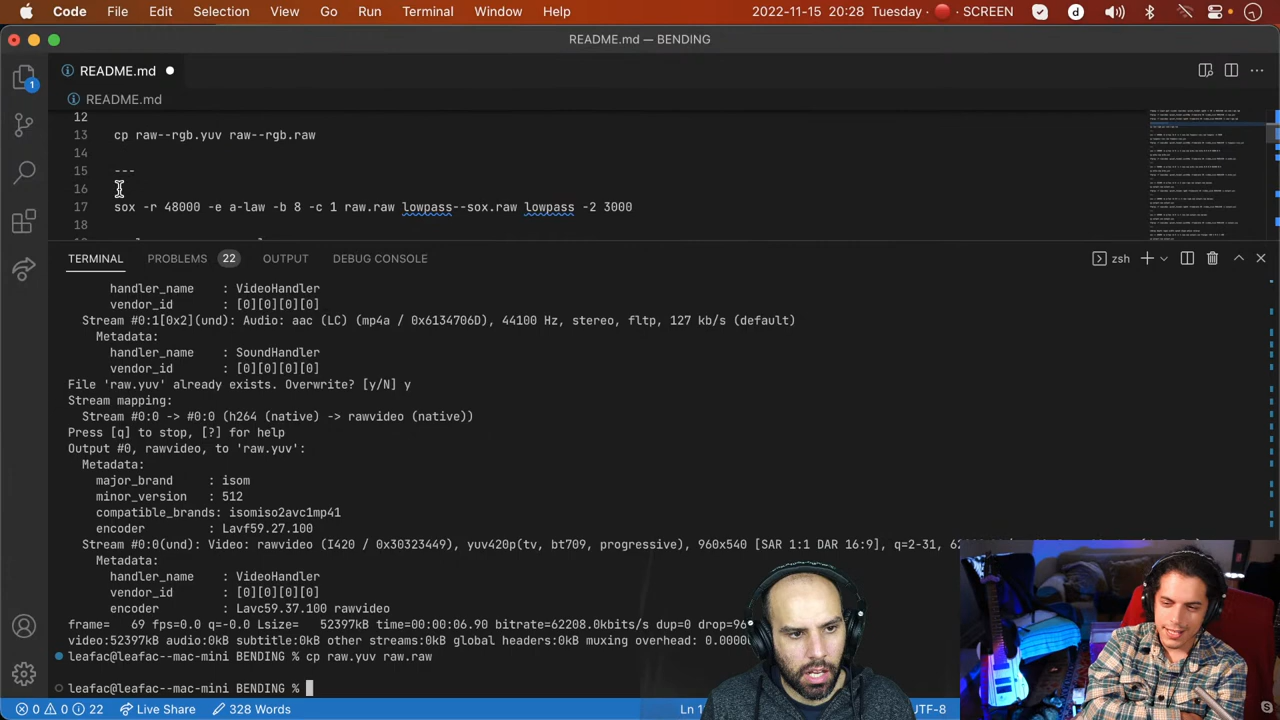 Code File Edit Selection View Go Run Terminal Window Help 2022-11-15 20:28 Tuesday SCREEN
README.md — BENDING
README.md
README.md
12
13 cp raw--rgb.yuv raw--rgb.raw
14
15 ---
16
17 sox -r 48000 -e a-law -b 8 -c 1 raw.raw lowpass--sox.raw lowpass -2 3000
18
TERMINAL PROBLEMS 22 OUTPUT DEBUG CONSOLE zsh
handler_name : VideoHandler
vendor_id : [0][0][0][0]
Stream #0:1[0x2](und): Audio: aac (LC) (mp4a / 0x6134706D), 44100 Hz, stereo, fltp, 127 kb/s (default)
Metadata:
handler_name : SoundHandler
vendor_id : [0][0][0][0]
File 'raw.yuv' already exists. Overwrite? [y/N] y
Stream mapping:
Stream #0:0 -> #0:0 (h264 (native) -> rawvideo (native))
Press [q] to stop, [?] for help
Output #0, rawvideo, to 'raw.yuv':
Metadata:
major_brand : isom
minor_version : 512
compatible_brands: isomiso2avc1mp41
encoder : Lavf59.27.100
Stream #0:0(und): Video: rawvideo (I420 / 0x30323449), yuv420p(tv, bt709, progressive), 960x540 [SAR 1:1 DAR 16:9], q=2-31,
Metadata:
handler_name : VideoHandler
vendor_id : [0][0][0][0]
encoder : Lavc59.37.100 rawvideo
frame= 69 fps=0.0 q=-0.0 Lsize= 52397kB time=00:00:06.90 bitrate=62208.0kbits/s dup=0 drop=96
video:52397kB audio:0kB subtitle:0kB other streams:0kB global headers:0kB muxing overhead: 0.0000
leafac@leafac--mac-mini BENDING % cp raw.yuv raw.raw
leafac@leafac--mac-mini BENDING %
0 0 22 Live Share 328 Words Ln 1 UTF-8